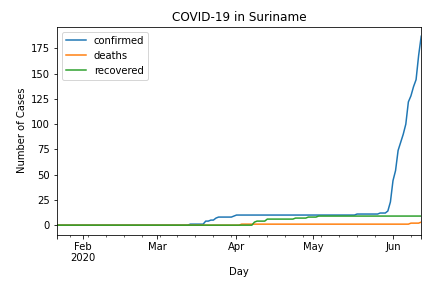 COVID-19 in Suriname
confirmed
deaths
recovered
Number of Cases
175
150
125
100
75
50
25
0
Feb
2020
Mar
Apr
May
Jun
Day